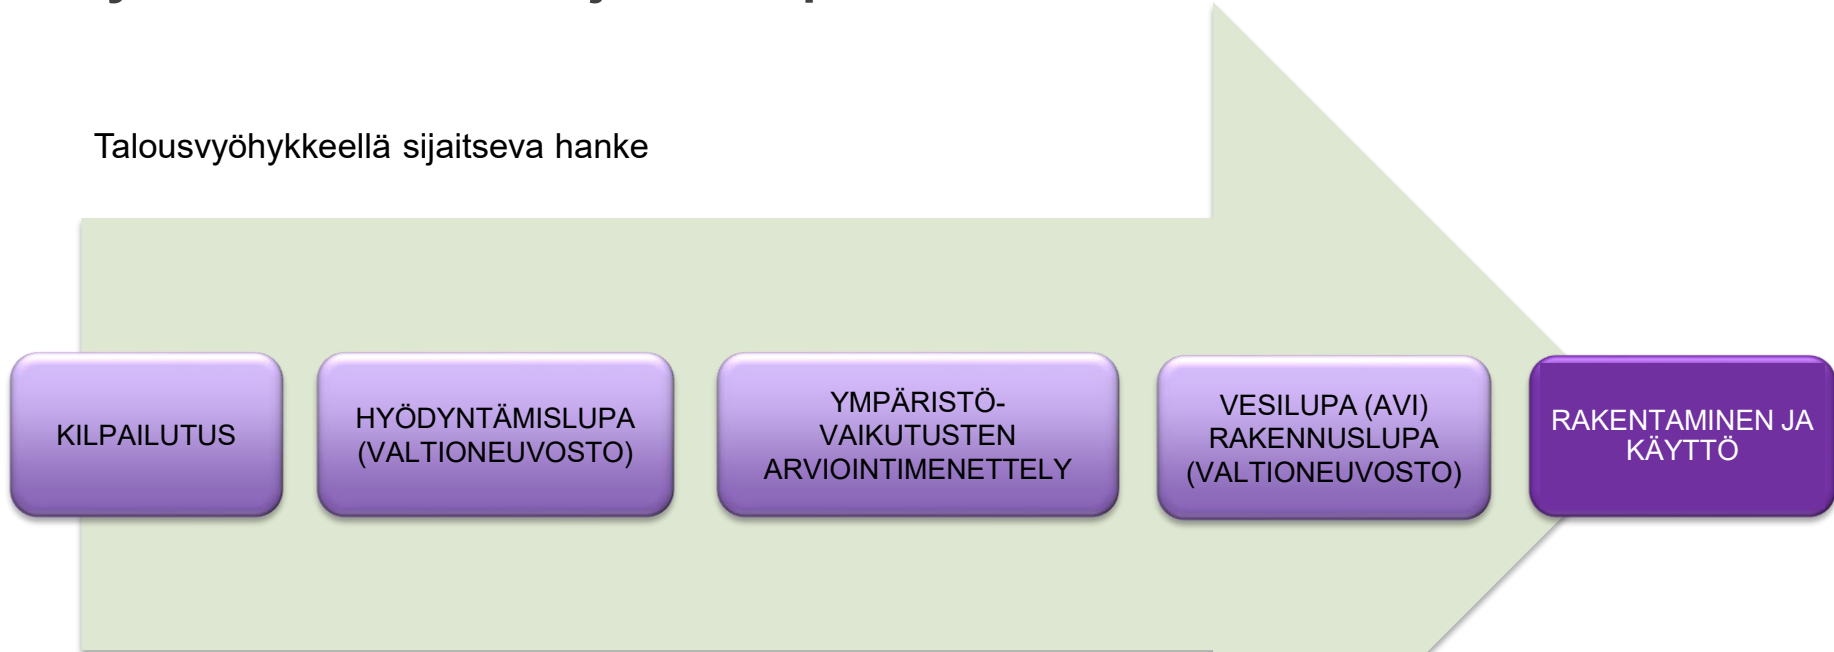 Talousvyöhykkeellä sijaitseva hanke
KILPAILUTUS
HYÖDYNTÄMISLUPA
(VALTIONEUVOSTO)
YMPÄRISTÖ-
VAIKUTUSTEN
ARVIOINTIMENETTELY
VESILUPA (AVI)
RAKENNUSLUPA
(VALTIONEUVOSTO)
RAKENTAMINEN JA
KÄYTTÖ